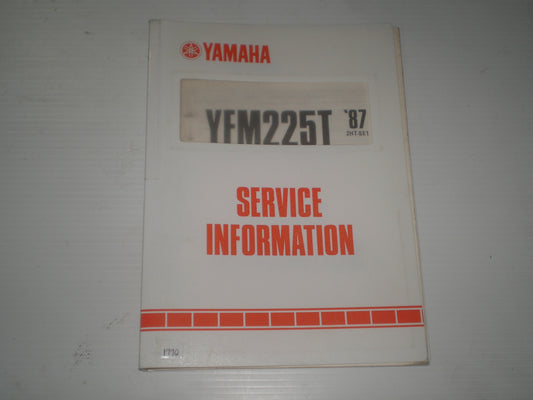 YAMAHA
YFM225T '87
2HT-SE1
SERVICE
INFORMATION